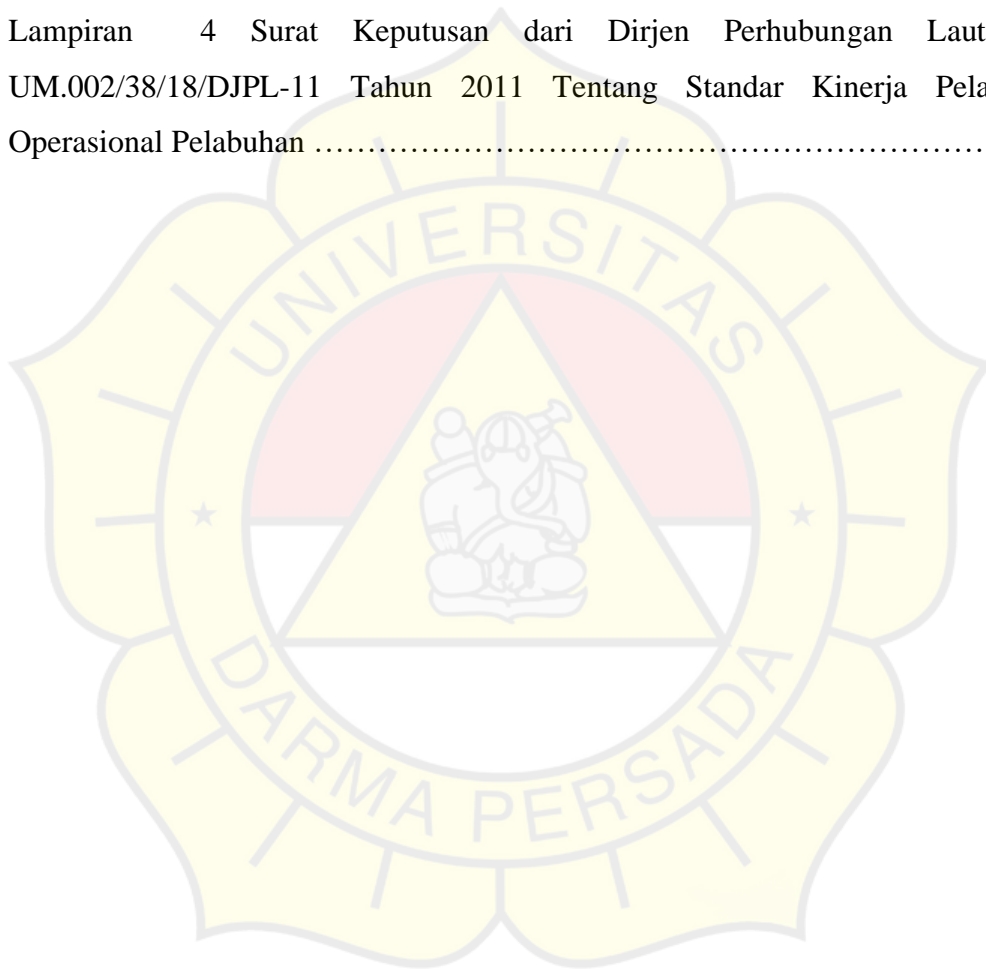 Lampiran 4 Surat Keputusan dari Dirjen Perhubungan Laut
UM.002/38/18/DJPL-11 Tahun 2011 Tentang Standar Kinerja Pela
Operasional Pelabuhan ……………………………………………………………
UNIVERSITAS
DARMA PERSADA